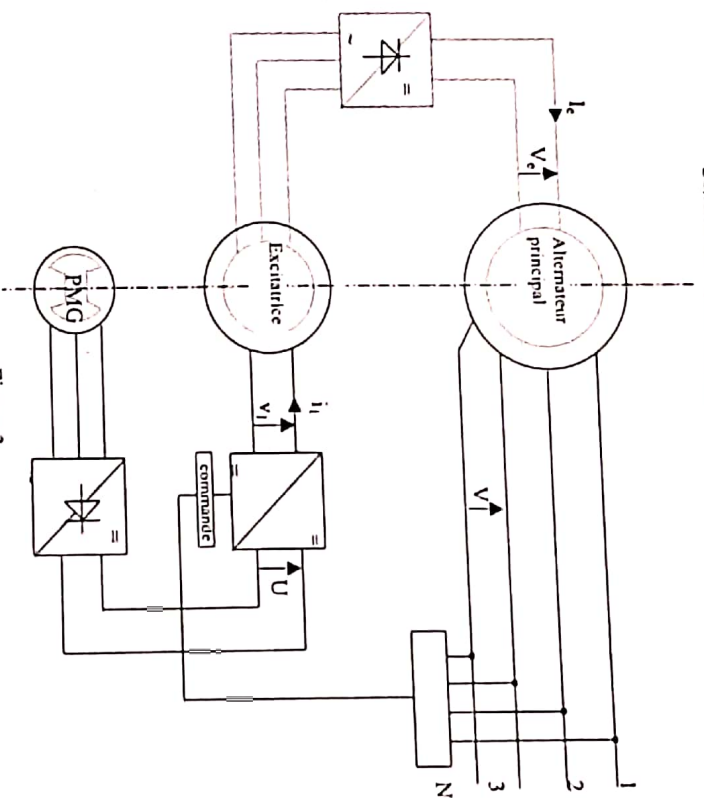 Ie
Ve
Alternateur
principal
1
2
3
N
V
~
=
Excitatrice
i1
v1
=
=
commande
U
PMG
=